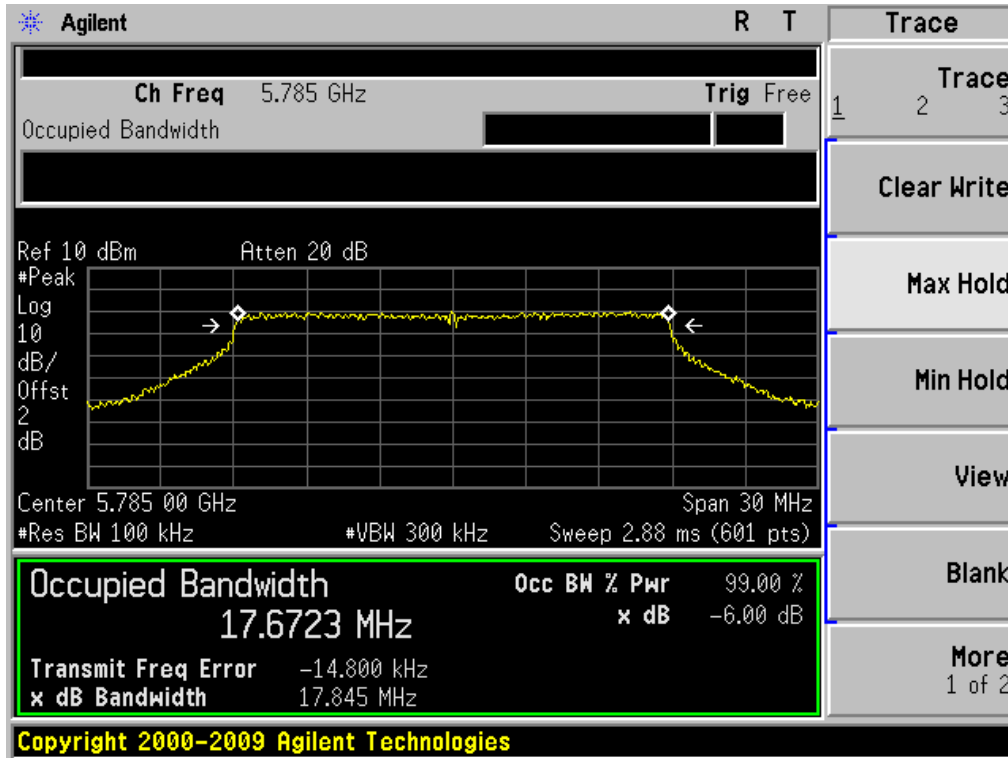 Agilent R T
Trace
Ch Freq 5.785 GHz Trig Free
Occupied Bandwidth
Trace
1 2 3
Clear Write
Max Hold
Min Hold
View
Blank
More
1 of 2
Ref 10 dBm Atten 20 dB
#Peak
Log
10
dB/
Offst
2
dB
Center 5.785 00 GHz Span 30 MHz
#Res BW 100 kHz #VBW 300 kHz Sweep 2.88 ms (601 pts)
Occupied Bandwidth Occ BW % Pwr 99.00 %
17.6723 MHz x dB -6.00 dB
Transmit Freq Error -14.800 kHz
x dB Bandwidth 17.845 MHz
Copyright 2000-2009 Agilent Technologies